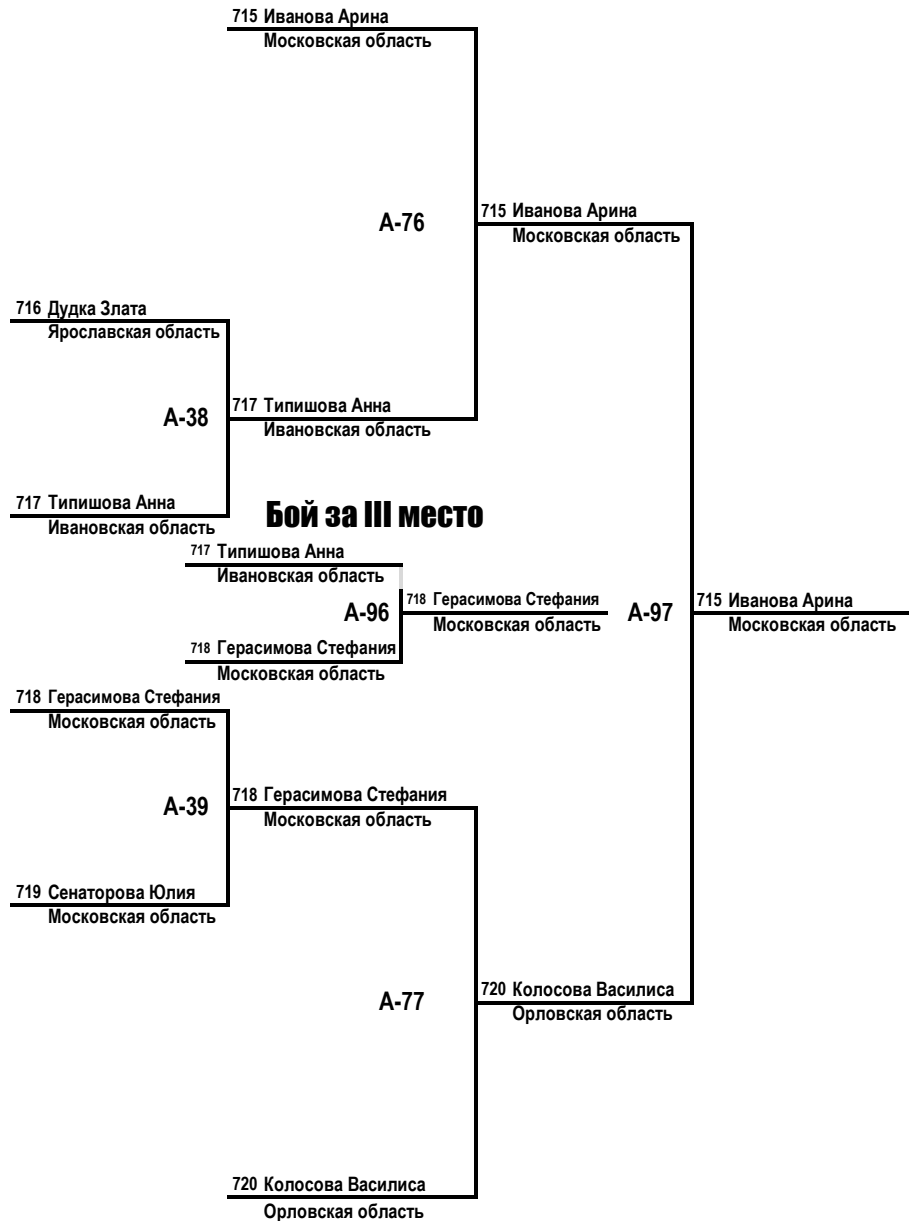 715 Иванова Арина
Московская область
А-76
715 Иванова Арина
Московская область
716 Дудка Злата
Ярославская область
А-38
717 Типишова Анна
Ивановская область
717 Типишова Анна
Ивановская область
Бой за III место
717 Типишова Анна
Ивановская область
А-96
718 Герасимова Стефания
Московская область
718 Герасимова Стефания
Московская область
А-97
715 Иванова Арина
Московская область
718 Герасимова Стефания
Московская область
А-39
718 Герасимова Стефания
Московская область
719 Сенаторова Юлия
Московская область
А-77
720 Колосова Василиса
Орловская область
720 Колосова Василиса
Орловская область